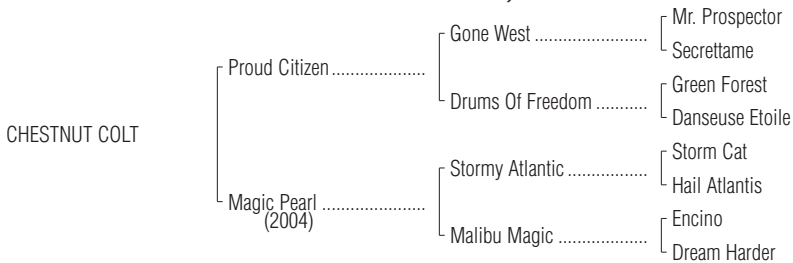 Mr. Prospector
Gone West ......................
Secrettame
Proud Citizen....................
Green Forest
Drums Of Freedom ...........
Danseuse Etoile
CHESTNUT COLT
Storm Cat
Stormy Atlantic .................
Hail Atlantis
Magic Pearl ......................
(2004)
Encino
Malibu Magic ...................
Dream Harder